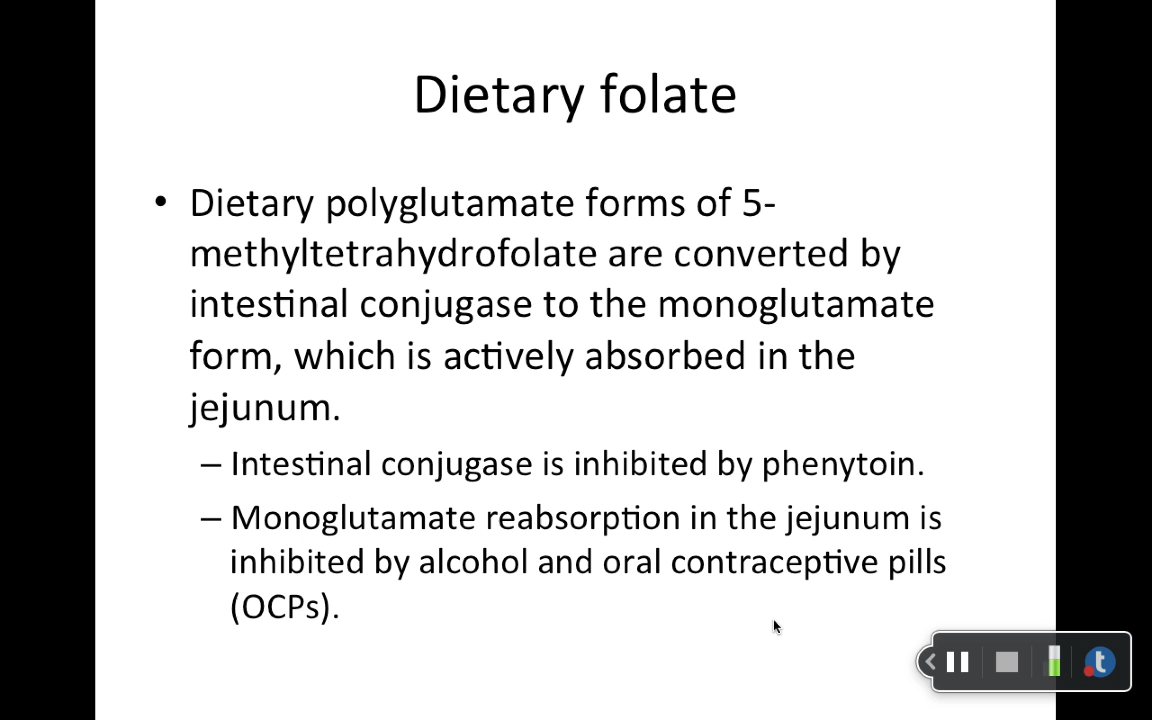 Dietary folate
• Dietary polyglutamate forms of 5-
methyltetrahydrofolate are converted by
intestinal conjugase to the monoglutamate
form, which is actively absorbed in the
jejunum.
– Intestinal conjugase is inhibited by phenytoin.
– Monoglutamate reabsorption in the jejunum is
inhibited by alcohol and oral contraceptive pills
(OCPs).
t